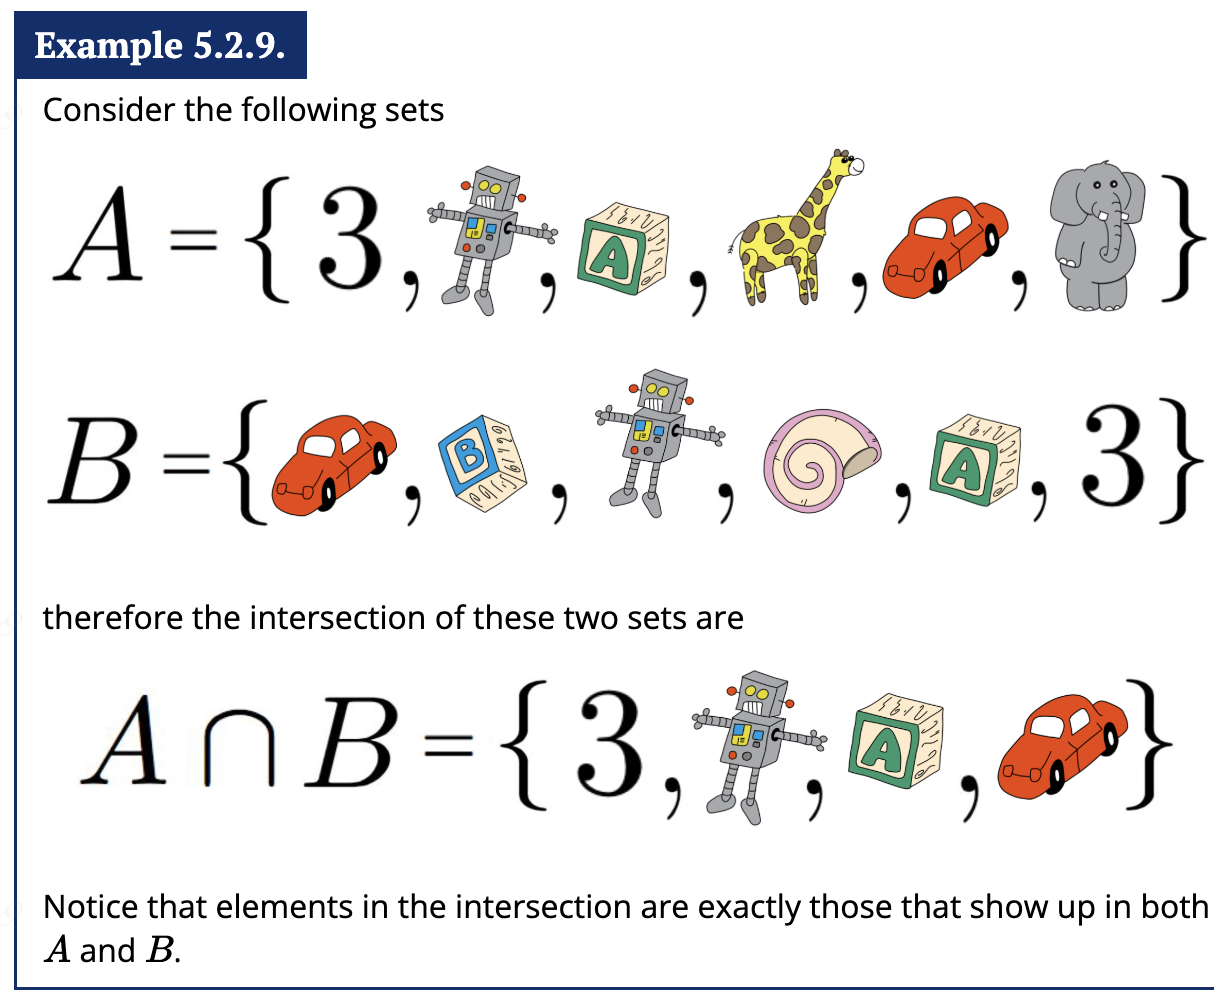 Example 5.2.9.
Consider the following sets
A = { 3, , A , , , }
B = { , B , , , A , 3}
therefore the intersection of these two sets are
A ∩ B = { 3, , A , }
Notice that elements in the intersection are exactly those that show up in both
A and B.